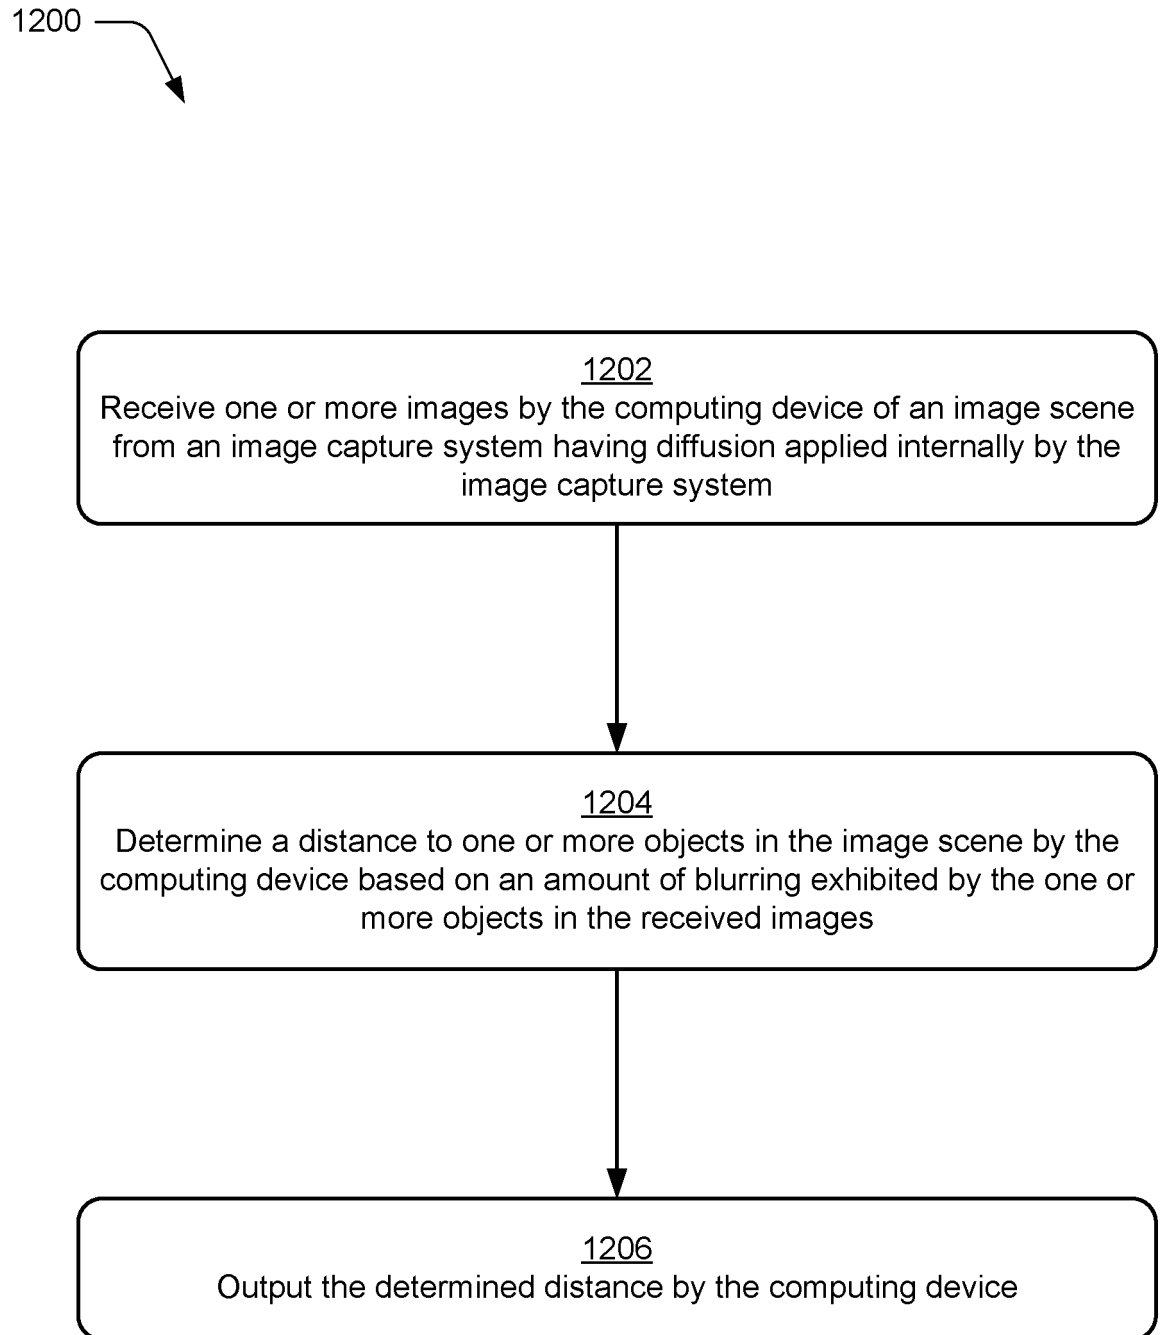 1200
1202
Receive one or more images by the computing device of an image scene
from an image capture system having diffusion applied internally by the
image capture system
1204
Determine a distance to one or more objects in the image scene by the
computing device based on an amount of blurring exhibited by the one or
more objects in the received images
1206
Output the determined distance by the computing device